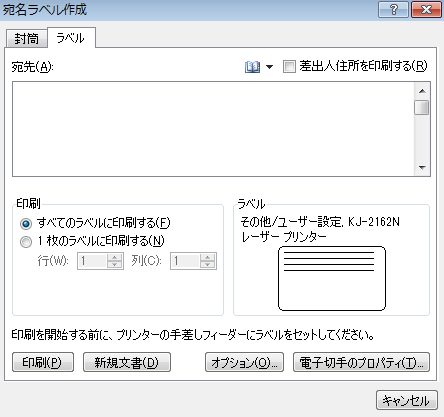 宛名ラベル作成
封筒 ラベル
宛先(A): 差出人住所を印刷する(R)
印刷
すべてのラベルに印刷する(F)
1 枚のラベルに印刷する(N)
行(W): 1 列(C): 1
ラベル
その他/ユーザー設定, KJ-2162N
レーザー プリンター
印刷を開始する前に、プリンターの手差しフィーダーにラベルをセットしてください。
印刷(P) 新規文書(D) オプション(O)... 電子切手のプロパティ(T)...
キャンセル